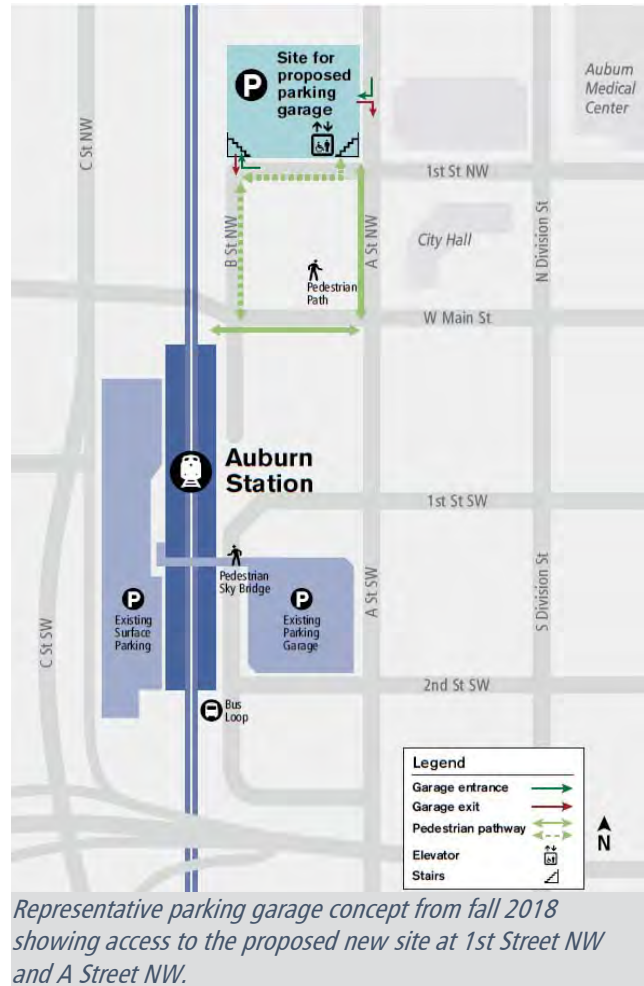 Site for
proposed
parking
garage
P
Auburn
Medical
Center
C St NW
1st St NW
B St NW
A St NW
City Hall
N Division St
Pedestrian
Path
W Main St
Auburn
Station
1st St SW
Pedestrian
Sky Bridge
A St SW
S Division St
P
Existing
Surface
Parking
P
Existing
Parking
Garage
C St SW
2nd St SW
Bus
Loop
Legend
Garage entrance
Garage exit
Pedestrian pathway
Elevator
Stairs
N
Representative parking garage concept from fall 2018
showing access to the proposed new site at 1st Street NW
and A Street NW.